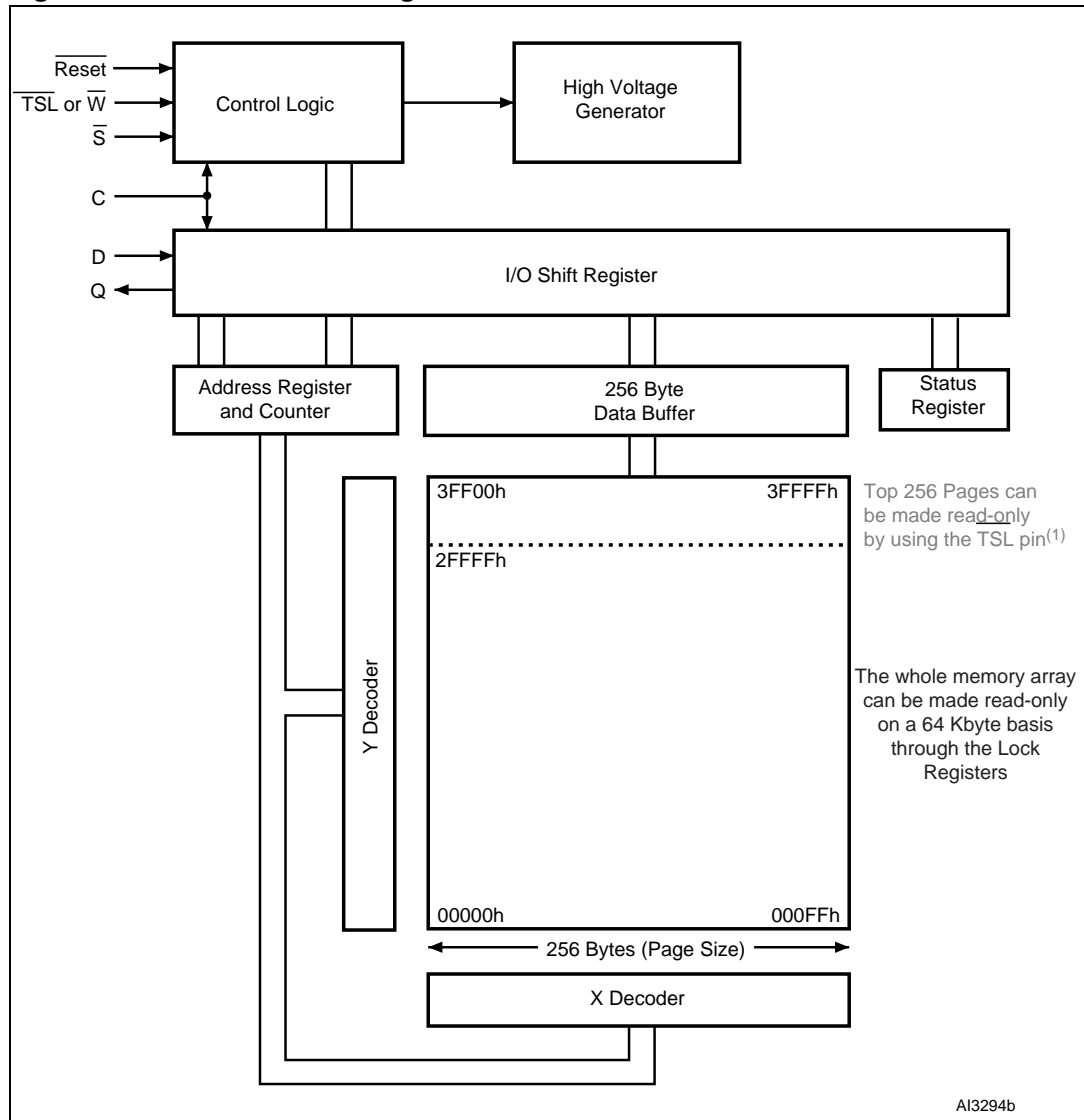 Reset
TSL or W
S
C
D
Q
Control Logic
High Voltage
Generator
I/O Shift Register
Address Register
and Counter
256 Byte
Data Buffer
Status
Register
3FF00h 3FFFFh
Top 256 Pages can
be made read-only
by using the TSL pin(1)
2FFFFh
Y Decoder
The whole memory array
can be made read-only
on a 64 Kbyte basis
through the Lock
Registers
00000h 000FFh
256 Bytes (Page Size)
X Decoder
AI3294b